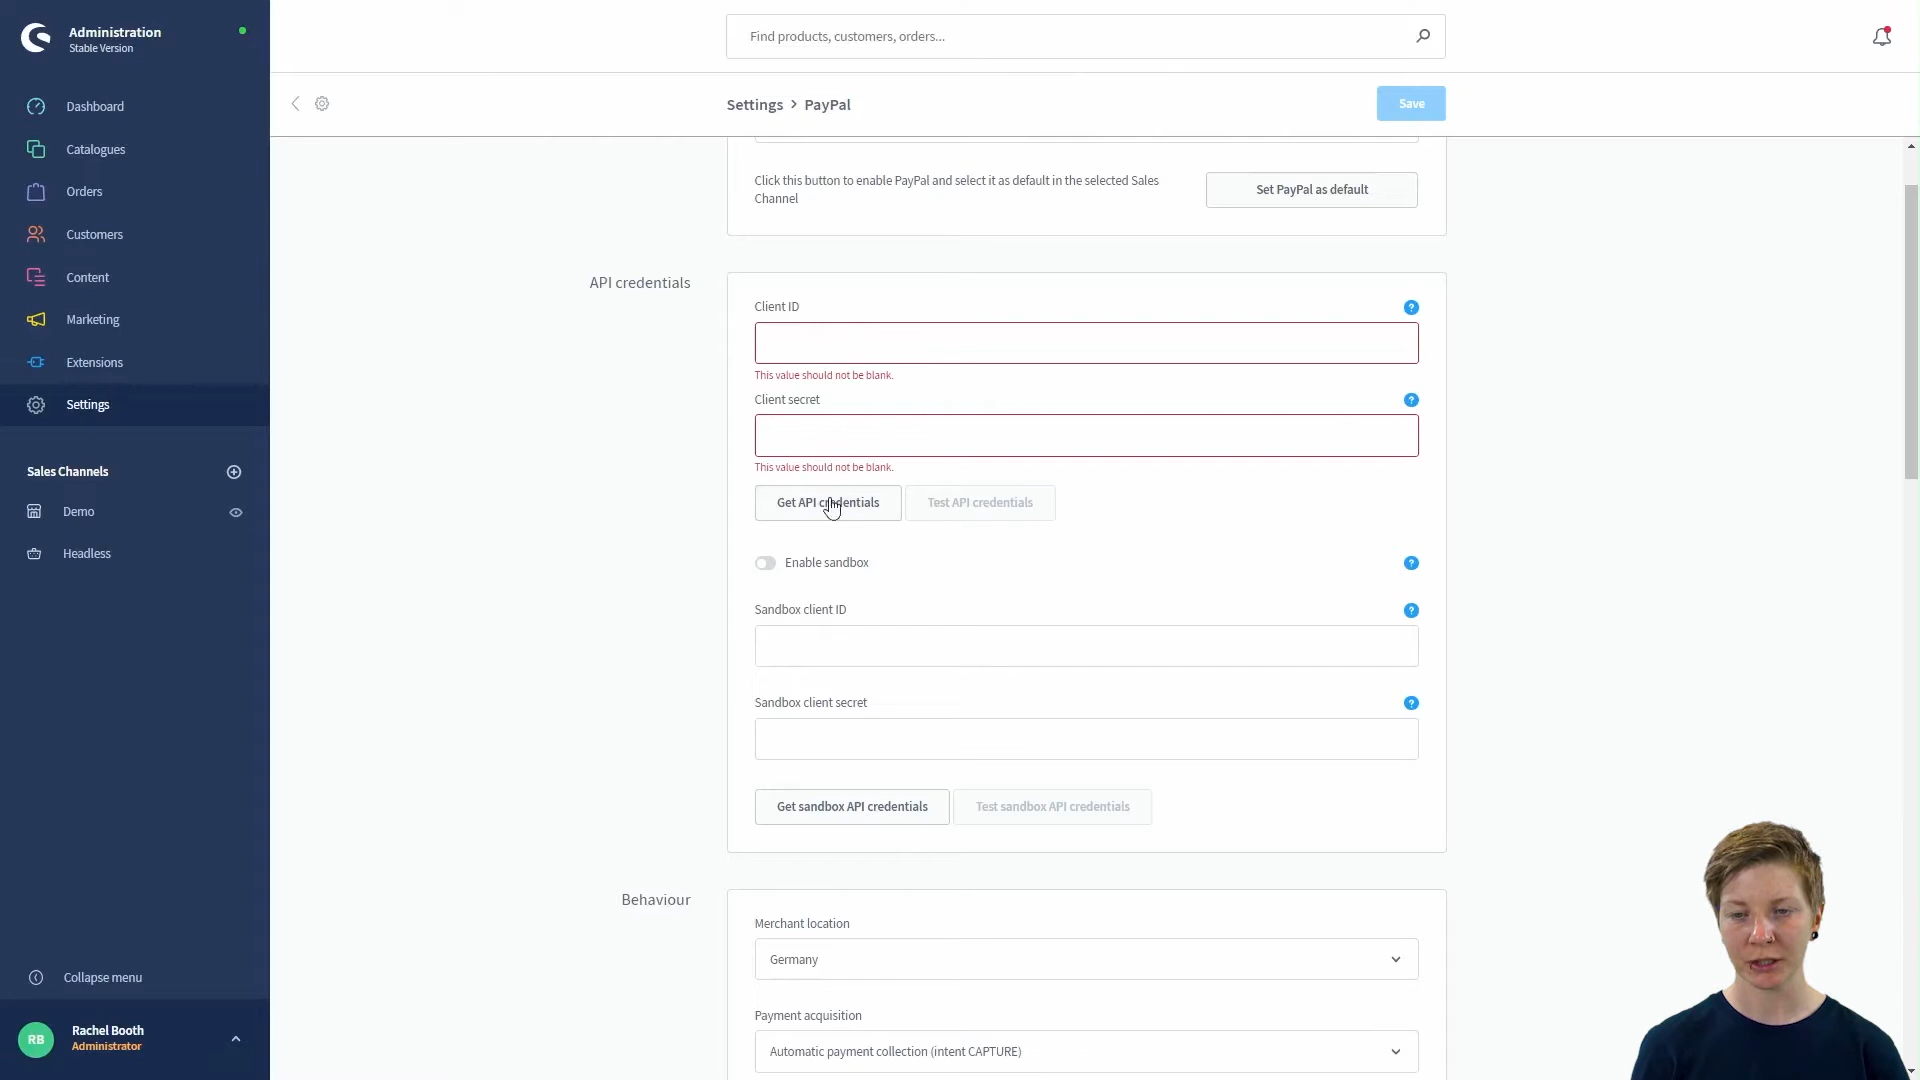 Administration
Stable Version
Find products, customers, orders...
Settings > PayPal
Save
Dashboard
Catalogues
Orders
Customers
Content
Marketing
Extensions
Settings
Sales Channels
Demo
Headless
Collapse menu
RB
Rachel Booth
Administrator
Click this button to enable PayPal and select it as default in the selected Sales
Channel
Set PayPal as default
API credentials
Client ID
?
This value should not be blank.
Client secret
?
This value should not be blank.
Get API credentials
Test API credentials
Enable sandbox
?
Sandbox client ID
?
Sandbox client secret
?
Get sandbox API credentials
Test sandbox API credentials
Behaviour
Merchant location
Germany
Payment acquisition
Automatic payment collection (intent CAPTURE)